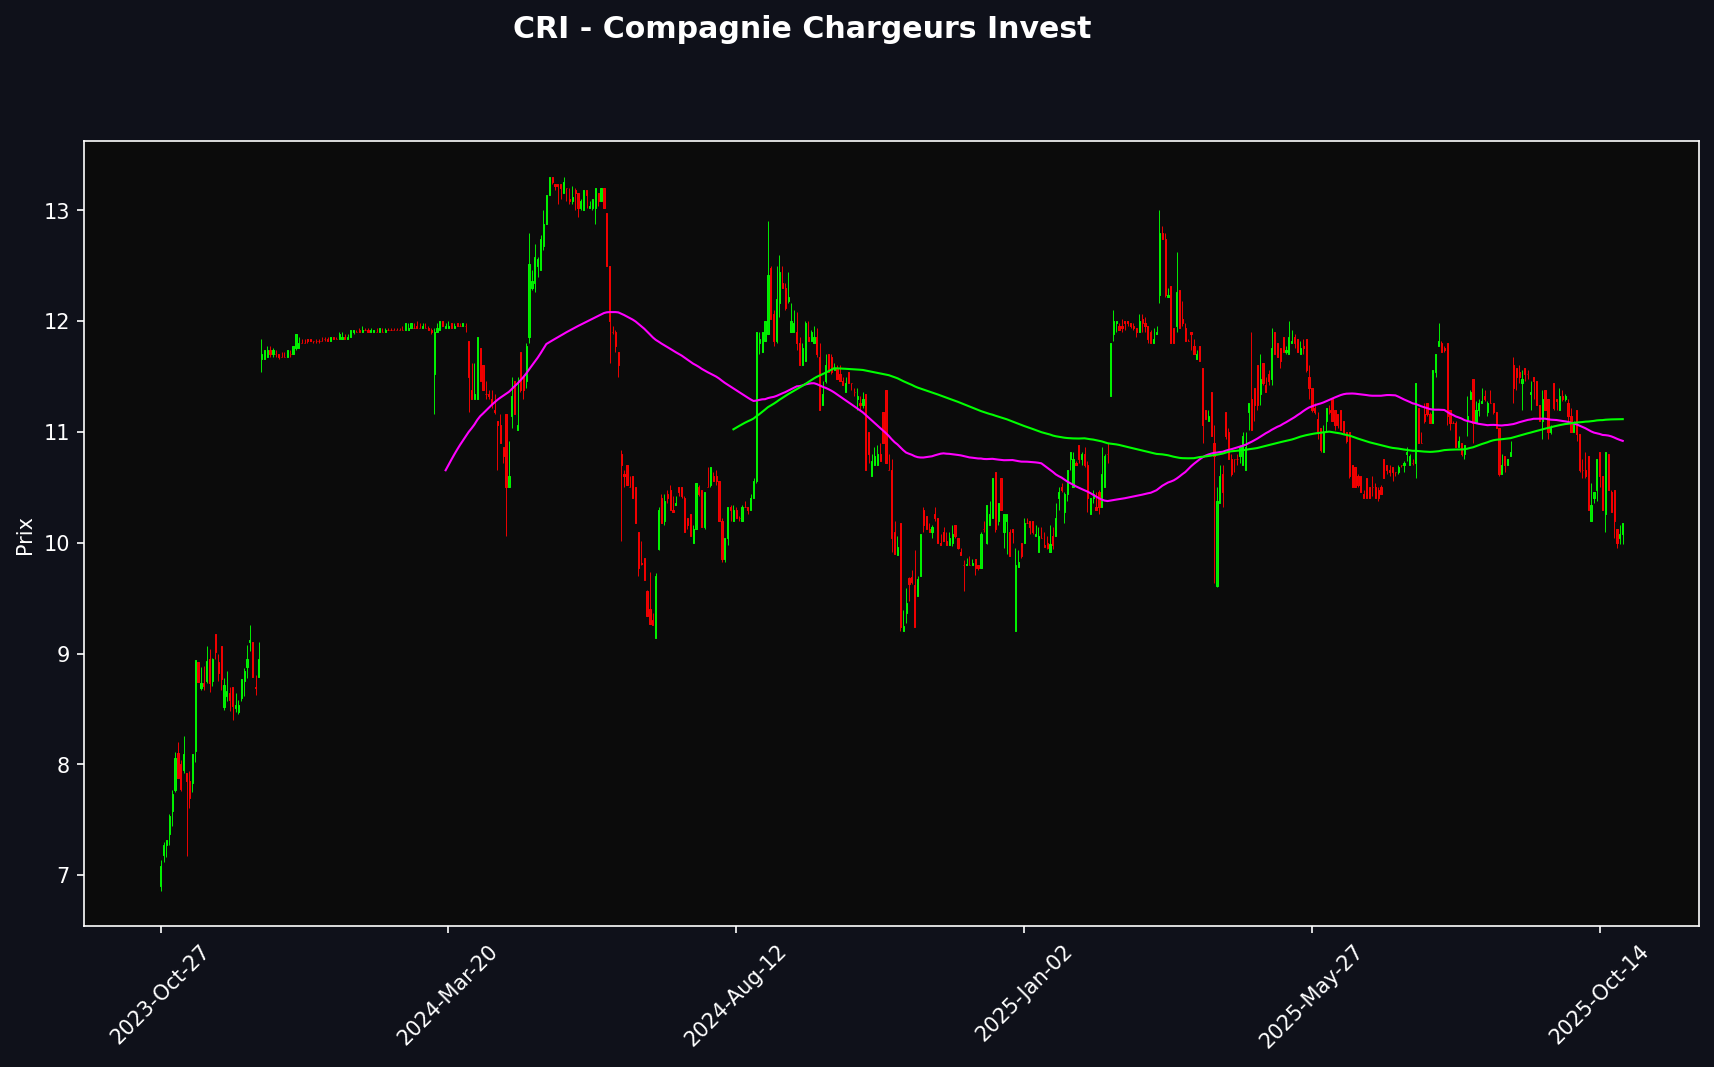 CRI - Compagnie Chargeurs Invest
Prix
13
12
11
10
9
8
7
2023-Oct-27
2024-Mar-20
2024-Aug-12
2025-Jan-02
2025-May-27
2025-Oct-14